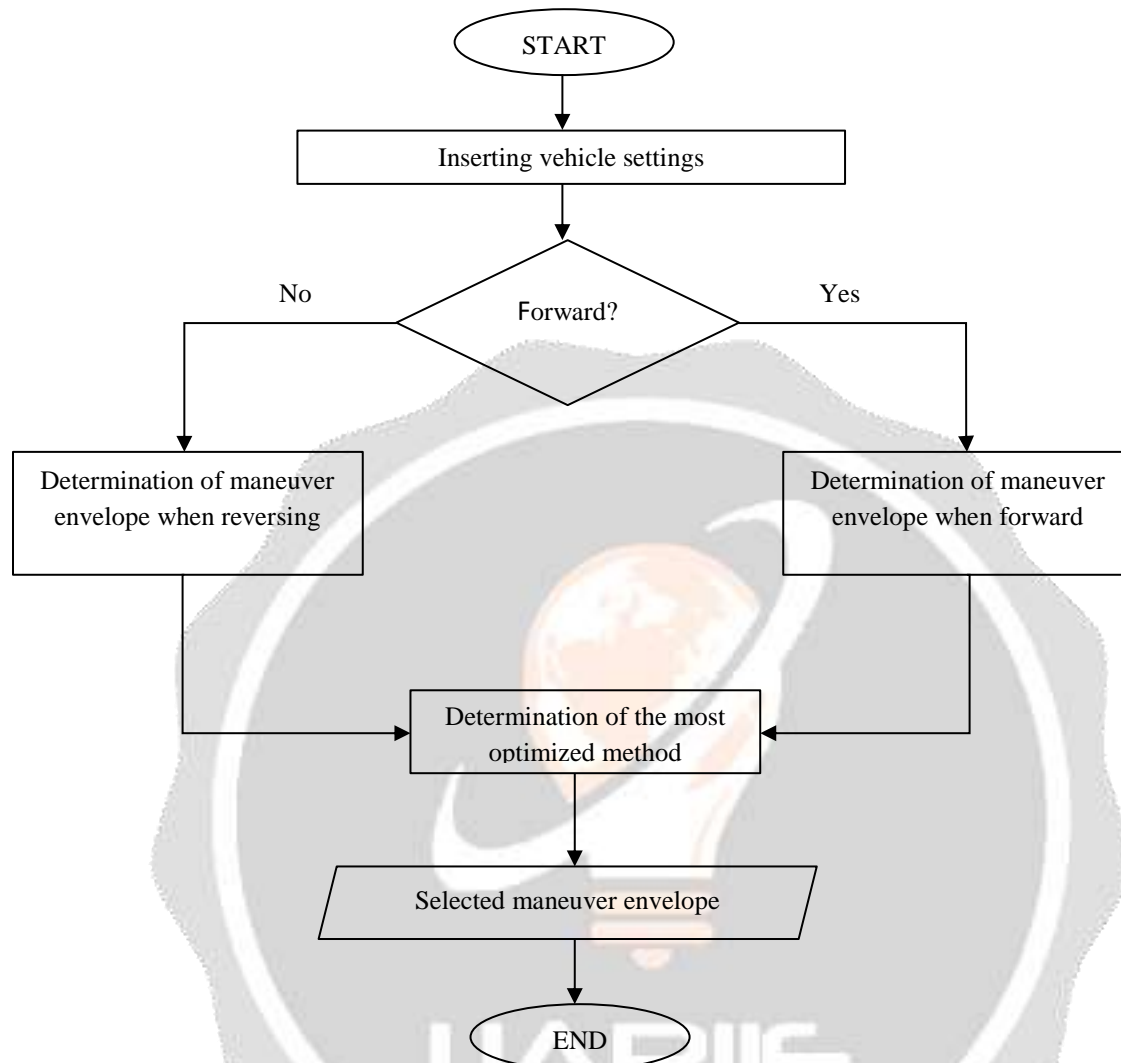 START
Inserting vehicle settings
No
Yes
Forward?
Determination of maneuver
envelope when reversing
Determination of maneuver
envelope when forward
Determination of the most
optimized method
Selected maneuver envelope
END